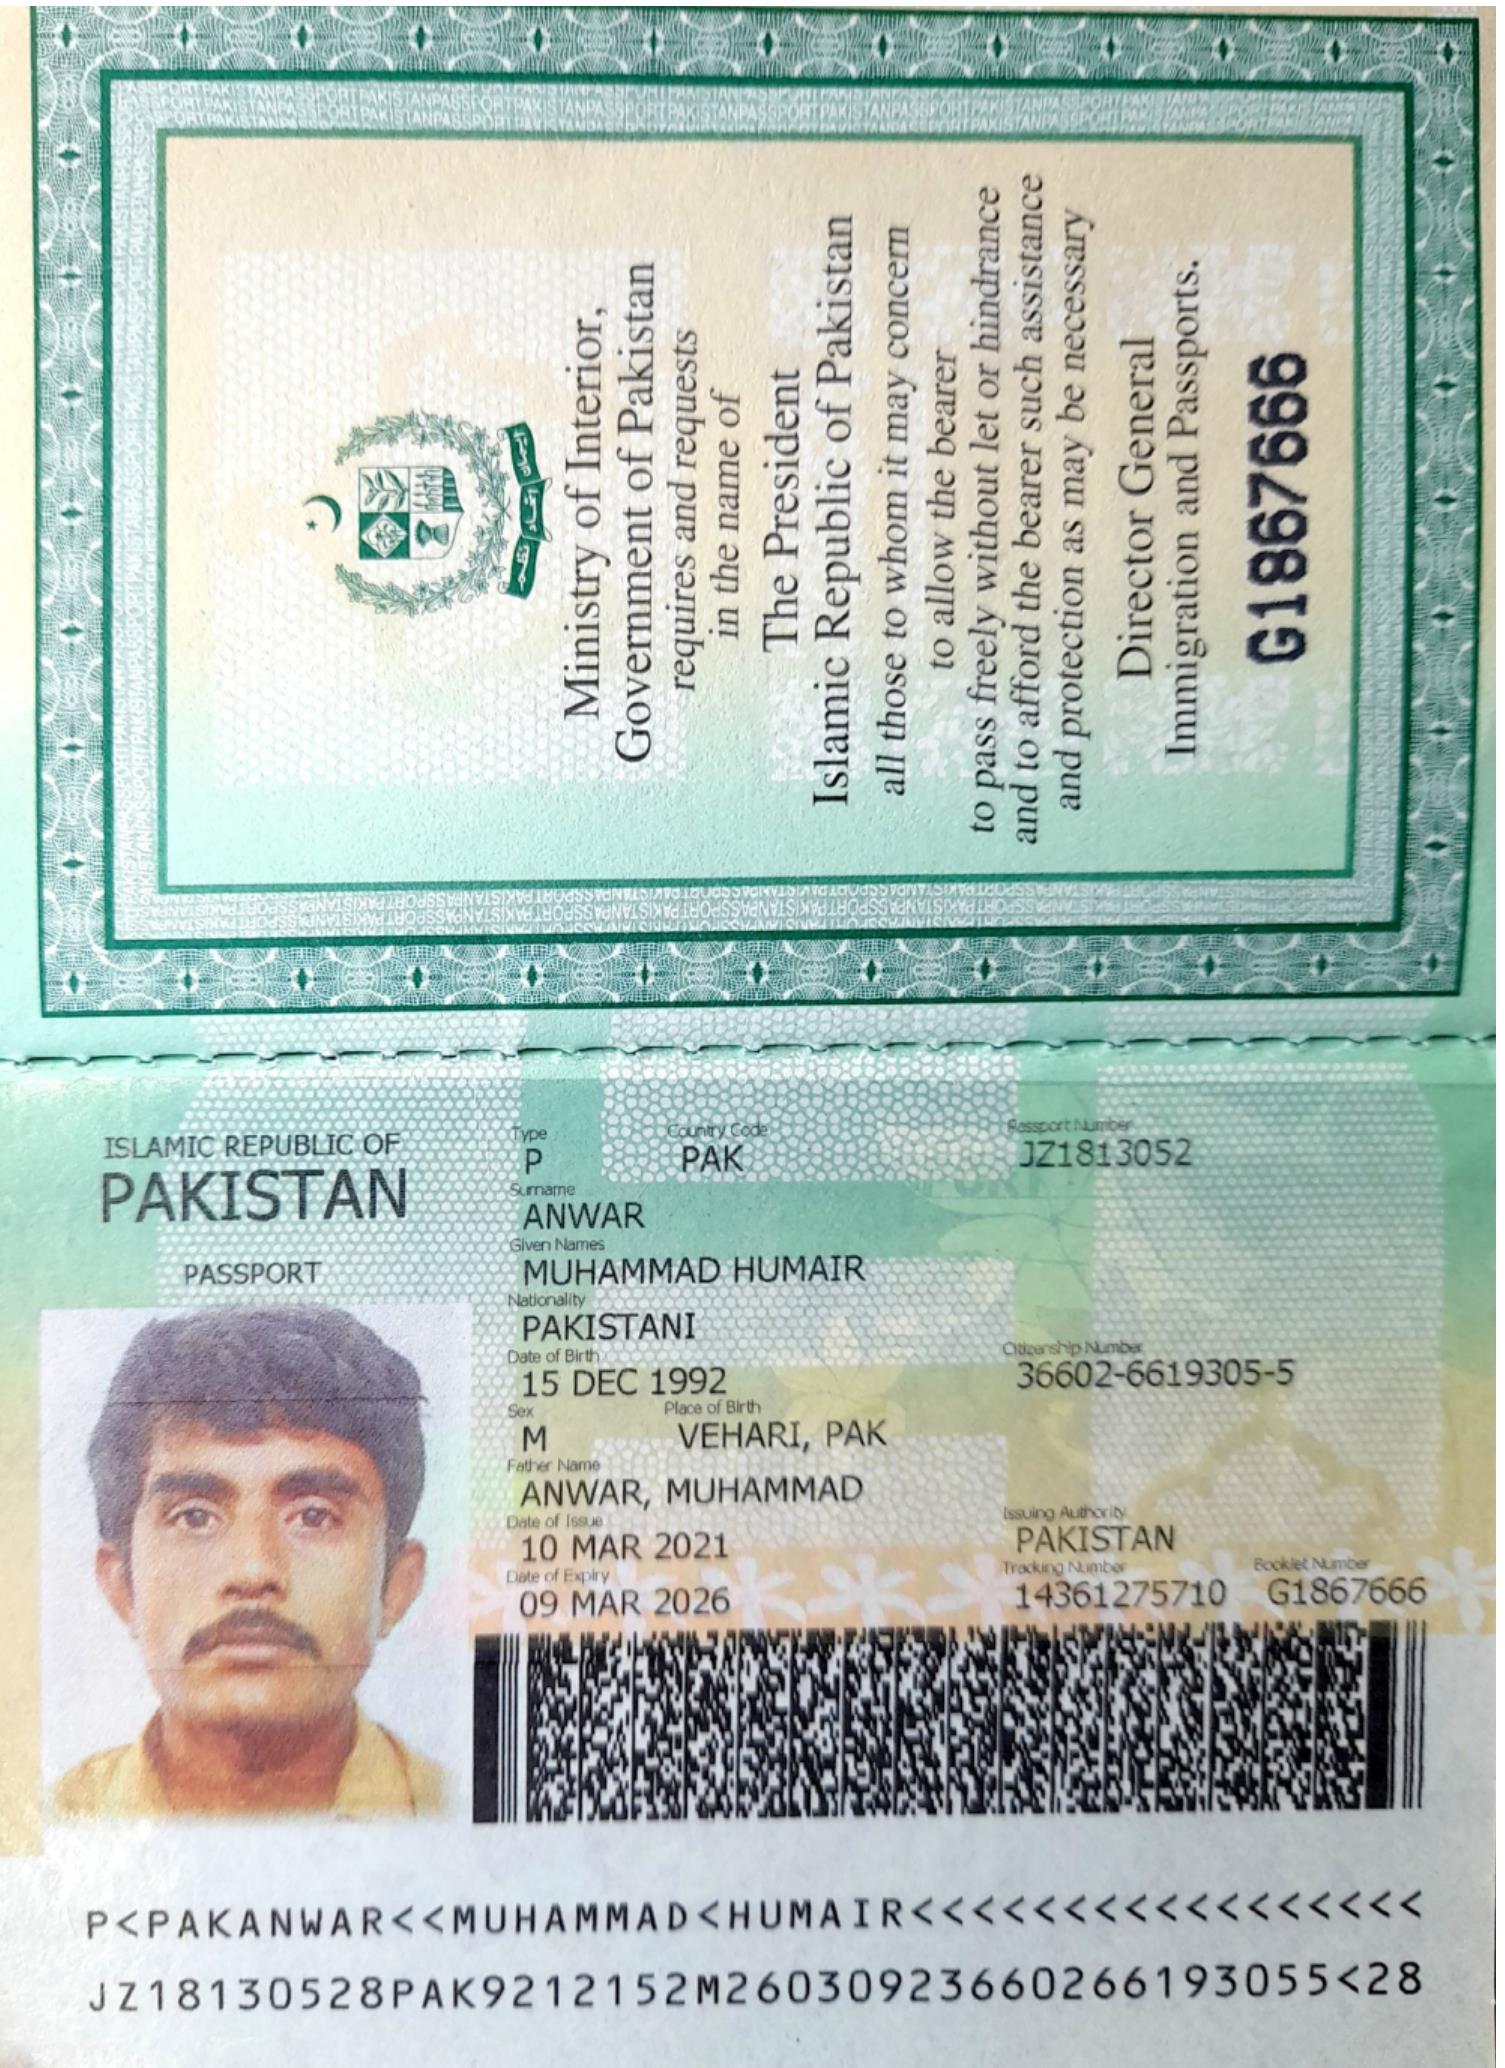 Ministry of Interior,
Government of Pakistan
requires and requests
in the name of
The President
Islamic Republic of Pakistan
all those to whom it may concern
to allow the bearer
to pass freely without let or hindrance
and to afford the bearer such assistance
and protection as may be necessary
Director General
Immigration and Passports.
G1867666
ISLAMIC REPUBLIC OF
PAKISTAN
PASSPORT
Type Country Code Passport Number
P PAK JZ1813052
Surname
ANWAR
Given Names
MUHAMMAD HUMAIR
Nationality
PAKISTANI
Date of Birth Citizenship Number
15 DEC 1992 36602-6619305-5
Sex Place of Birth
M VEHARI, PAK
Father Name
ANWAR, MUHAMMAD
Date of Issue Issuing Authority
10 MAR 2021 PAKISTAN
Date of Expiry Tracking Number Booklet Number
09 MAR 2026 14361275710 G1867666
P<PAKANWAR<<MUHAMMAD<HUMAIR<<<<<<<<<<<<<<<<<
JZ18130528PAK9212152M26030923660266193055<28